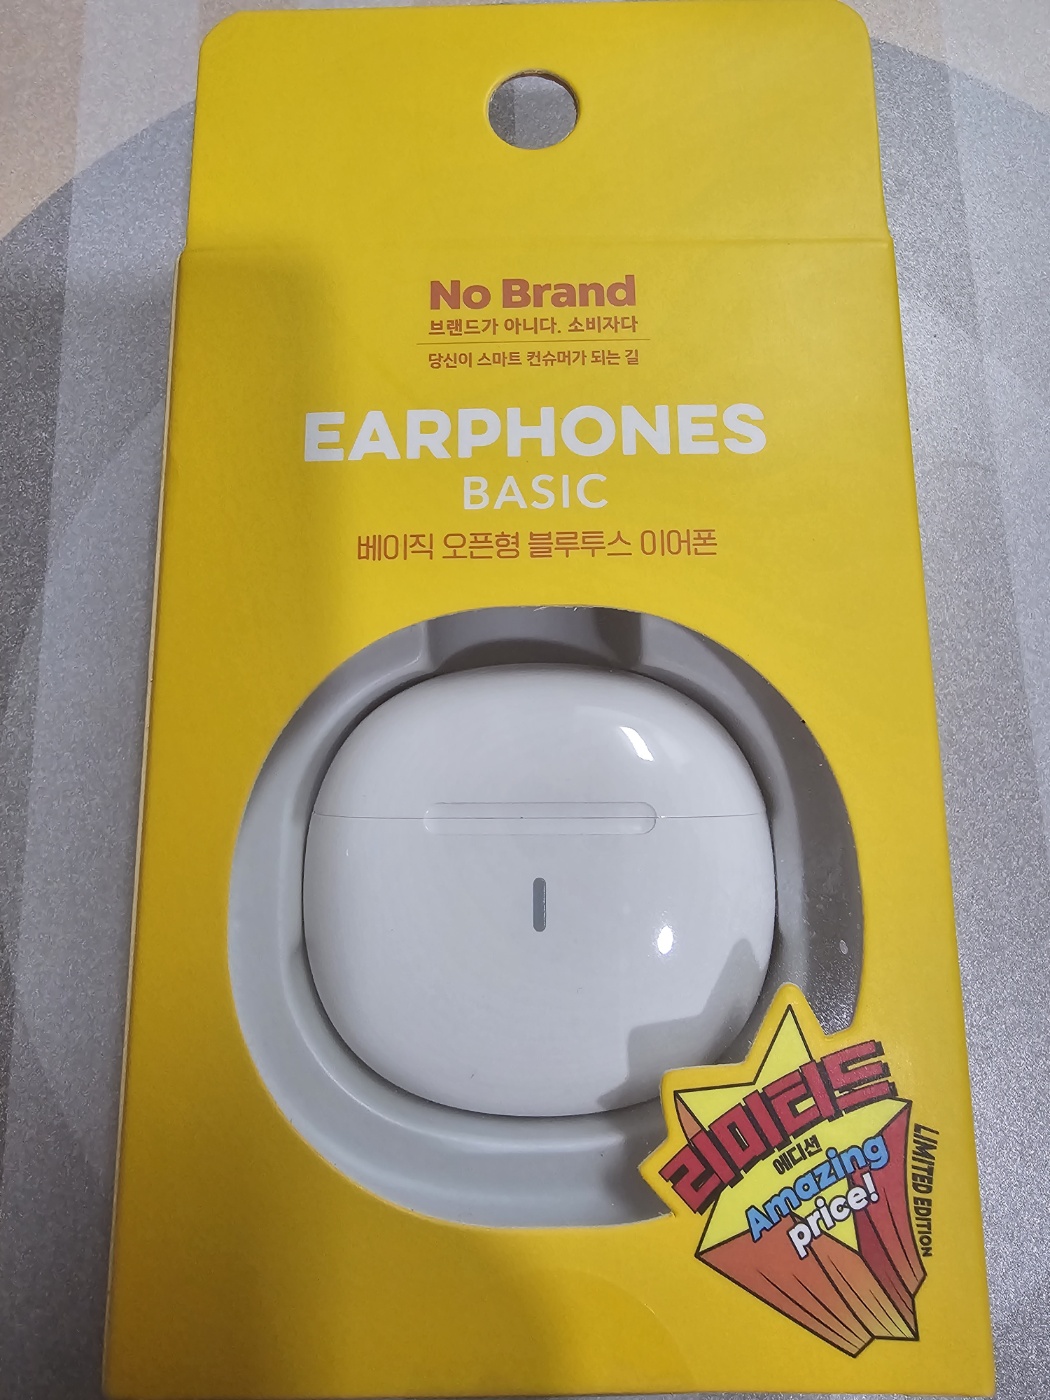 No Brand
브랜드가 아니다. 소비자다
당신이 스마트 컨슈머가 되는 길
EARPHONES
BASIC
베이직 오픈형 블루투스 이어폰
리미티드
에디션
Amazing
price!
LIMITED EDITION